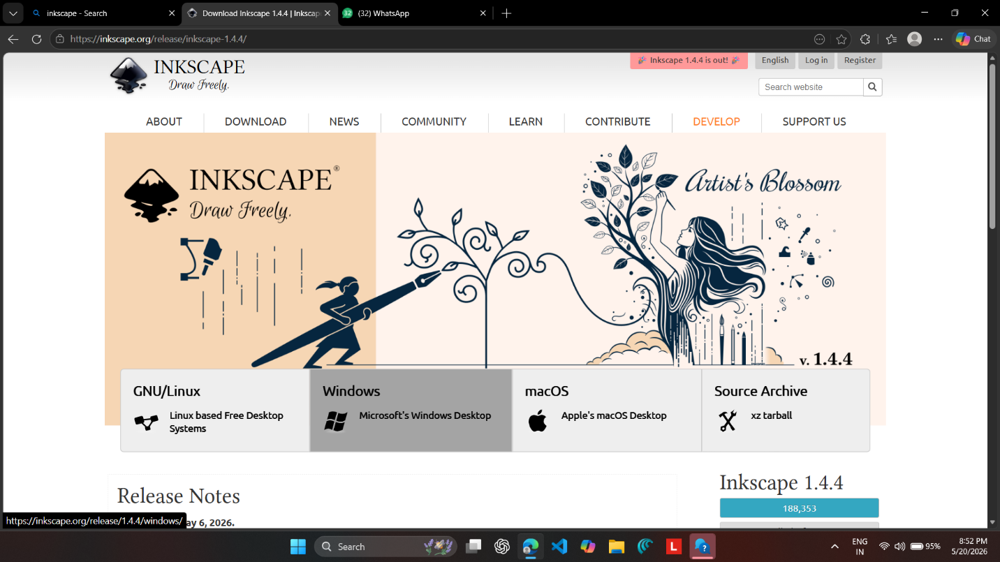 inkscape - Search
Download Inkscape 1.4.4 | Inkscape
32 (32) WhatsApp
https://inkscape.org/release/inkscape-1.4.4/
Chat
INKSCAPE
Draw Freely.
Inkscape 1.4.4 is out!
English
Log in
Register
Search website
ABOUT
DOWNLOAD
NEWS
COMMUNITY
LEARN
CONTRIBUTE
DEVELOP
SUPPORT US
INKSCAPE®
Draw Freely.
Artist's Blossom
v. 1.4.4
GNU/Linux
Linux based Free Desktop
Systems
Windows
Microsoft's Windows Desktop
macOS
Apple's macOS Desktop
Source Archive
xz tarball
Release Notes
ay 6, 2026.
Inkscape 1.4.4
188,353
https://inkscape.org/release/1.4.4/windows/
Search
L
ENG
IN
95%
8:52 PM
5/20/2026